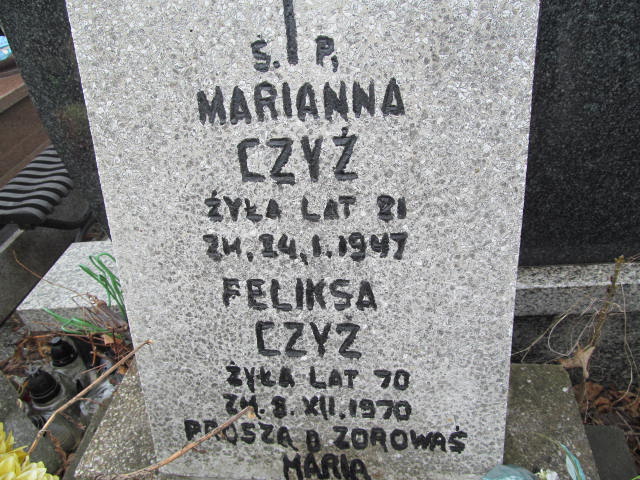 Ś. P.
MARIANNA
CZYŻ
ŻYŁA LAT 21
ZM. 24. I. 1947
FELIKSA
CZYZ
ŻYŁA LAT 70
ZM. 8. XII. 1970
PROSZĄ O ZDROWAŚ
MARIA